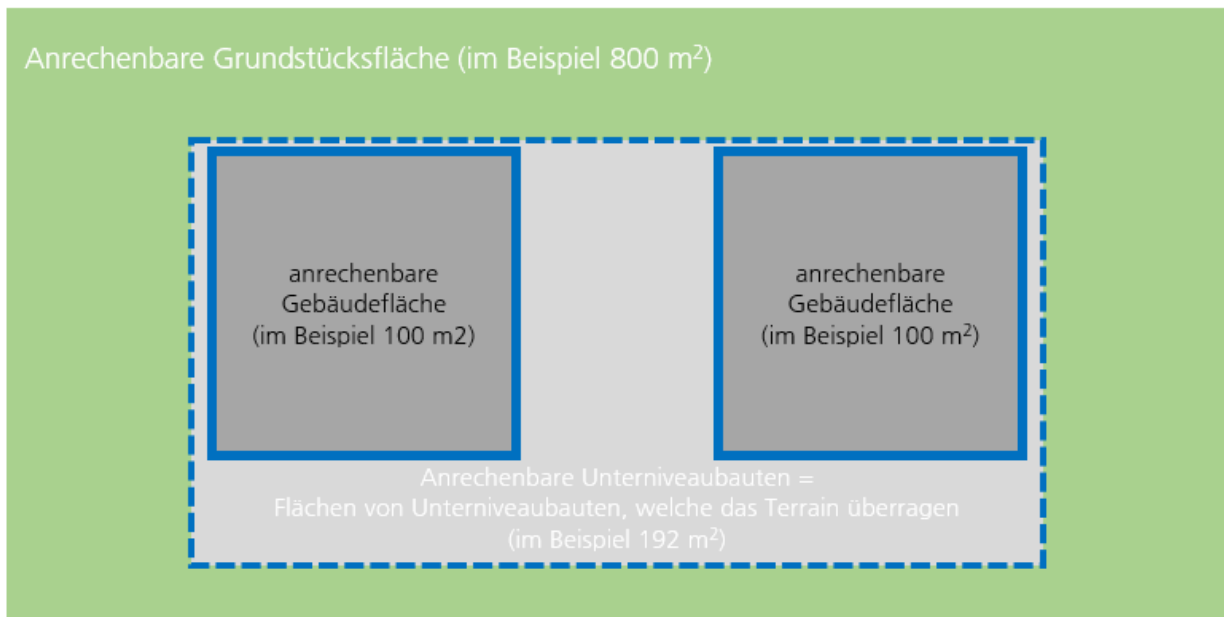 Anrechenbare Grundstücksfläche (im Beispiel 800 m²)
anrechenbare
Gebäudefläche
(im Beispiel 100 m2)
anrechenbare
Gebäudefläche
(im Beispiel 100 m²)
Anrechenbare Unterniveaubauten =
Flächen von Unterniveaubauten, welche das Terrain überragen
(im Beispiel 192 m²)